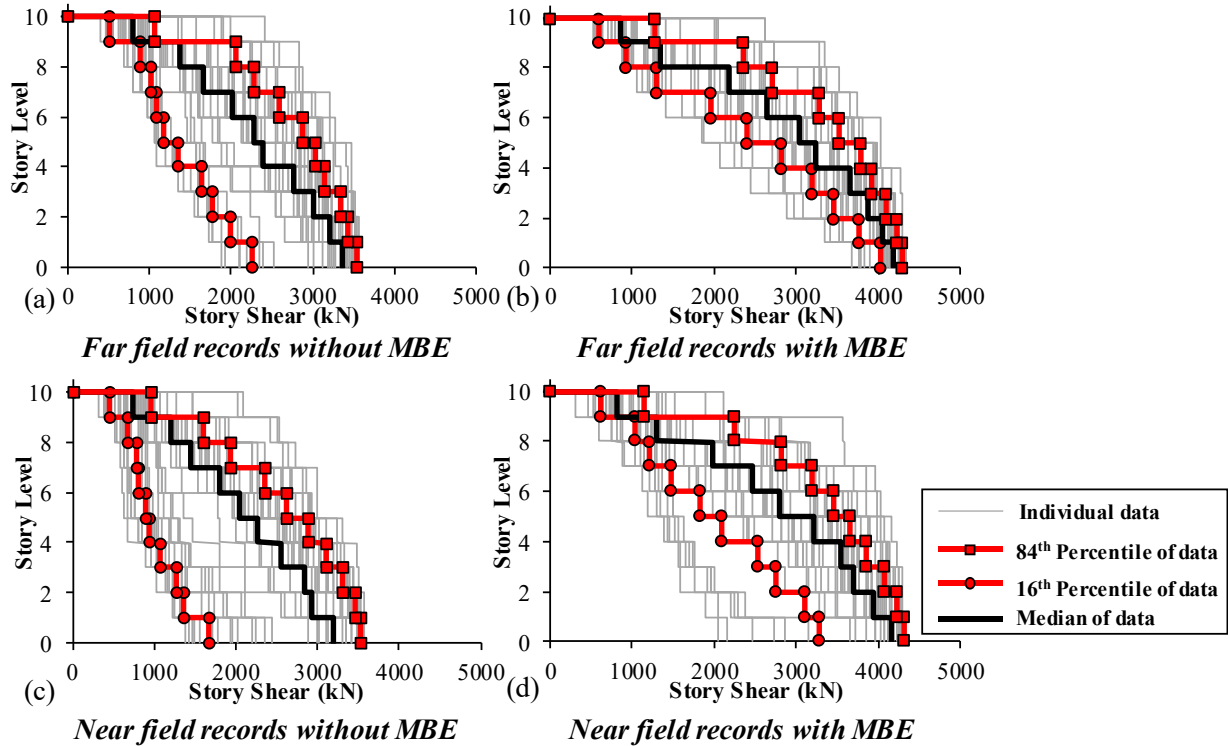 10
8
6
4
2
0
Story Level
0 1000 2000 3000 4000 5000
(a) Story Shear (kN)
Far field records without MBE
10
8
6
4
2
0
Story Level
0 1000 2000 3000 4000 5000
(b) Story Shear (kN)
Far field records with MBE
10
8
6
4
2
0
Story Level
0 1000 2000 3000 4000 5000
(c) Story Shear (kN)
Near field records without MBE
10
8
6
4
2
0
Story Level
0 1000 2000 3000 4000 5000
(d) Story Shear (kN)
Near field records with MBE
Individual data
84th Percentile of data
16th Percentile of data
Median of data